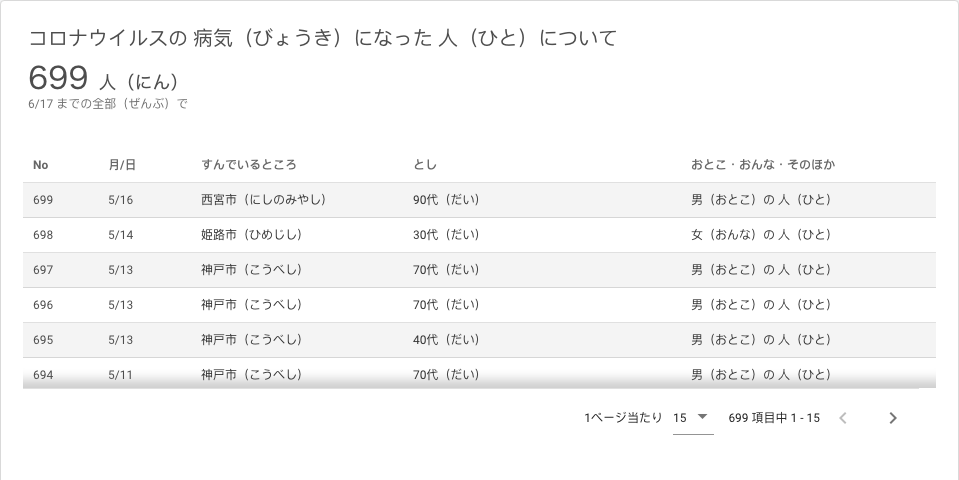 コロナウイルスの 病気（びょうき）になった 人（ひと）について
699 人（にん）
6/17 までの全部（ぜんぶ）で
No 月/日 すんでいるところ とし おとこ・おんな・そのほか
699 5/16 西宮市（にしのみやし） 90代（だい） 男（おとこ）の 人（ひと）
698 5/14 姫路市（ひめじし） 30代（だい） 女（おんな）の 人（ひと）
697 5/13 神戸市（こうべし） 70代（だい） 男（おとこ）の 人（ひと）
696 5/13 神戸市（こうべし） 70代（だい） 男（おとこ）の 人（ひと）
695 5/13 神戸市（こうべし） 40代（だい） 男（おとこ）の 人（ひと）
694 5/11 神戸市（こうべし） 70代（だい） 男（おとこ）の 人（ひと）
1ページ当たり 15 699 項目中 1 - 15